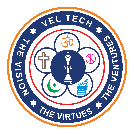 VEL TECH
THE VISION
THE VIRTUES
THE VENTURES